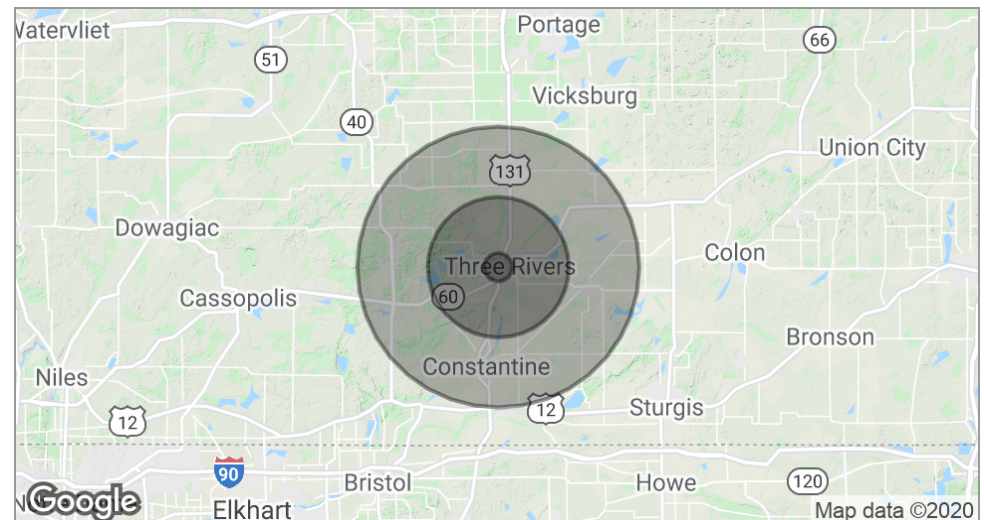 Portage
Watervliet
66
51
Vicksburg
40
Union City
131
Dowagiac
Colon
Three Rivers
60
Cassopolis
Bronson
Constantine
Niles
12
Sturgis
12
90
Bristol
Howe
120
Google
Elkhart
Map data ©2020